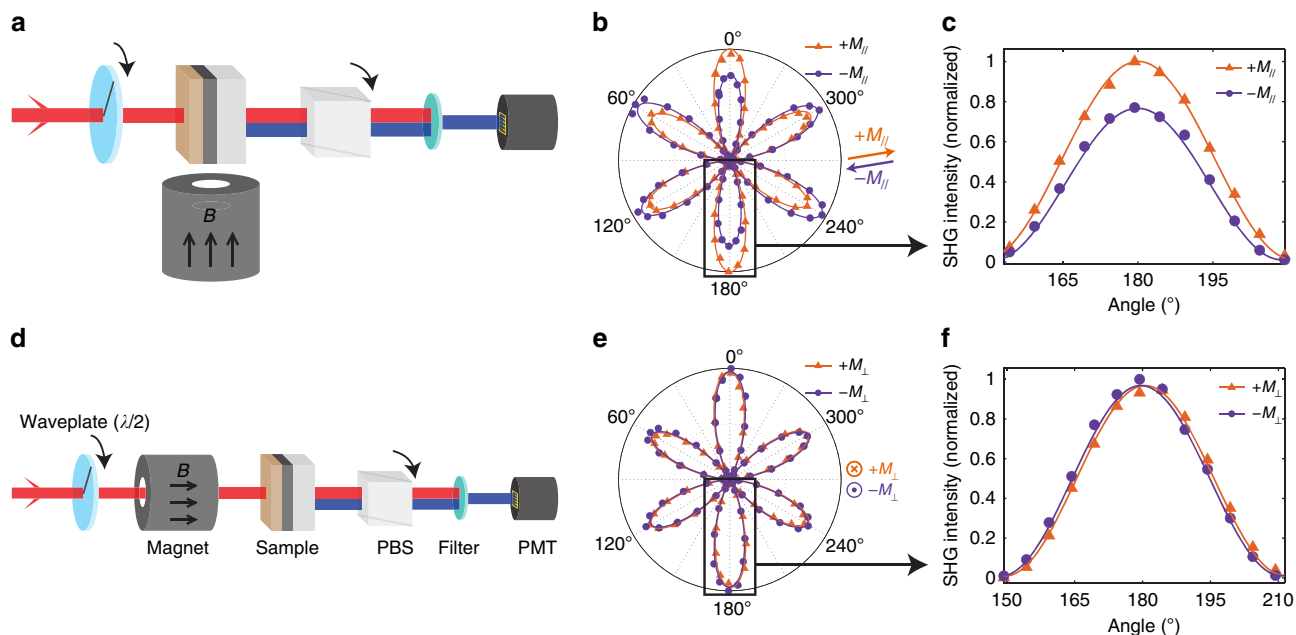 a
B
b
0°
60°
300°
120°
240°
180°
+M//
−M//
+M//
−M//
c
SHG intensity (normalized)
1
0.8
0.6
0.4
0.2
0
165
180
195
Angle (°)
+M//
−M//
d
Waveplate (λ/2)
B
Magnet
Sample
PBS
Filter
PMT
e
0°
60°
300°
120°
240°
180°
+M⊥
−M⊥
+M⊥
−M⊥
f
SHG intensity (normalized)
1
0.8
0.6
0.4
0.2
0
150
165
180
195
210
Angle (°)
+M⊥
−M⊥